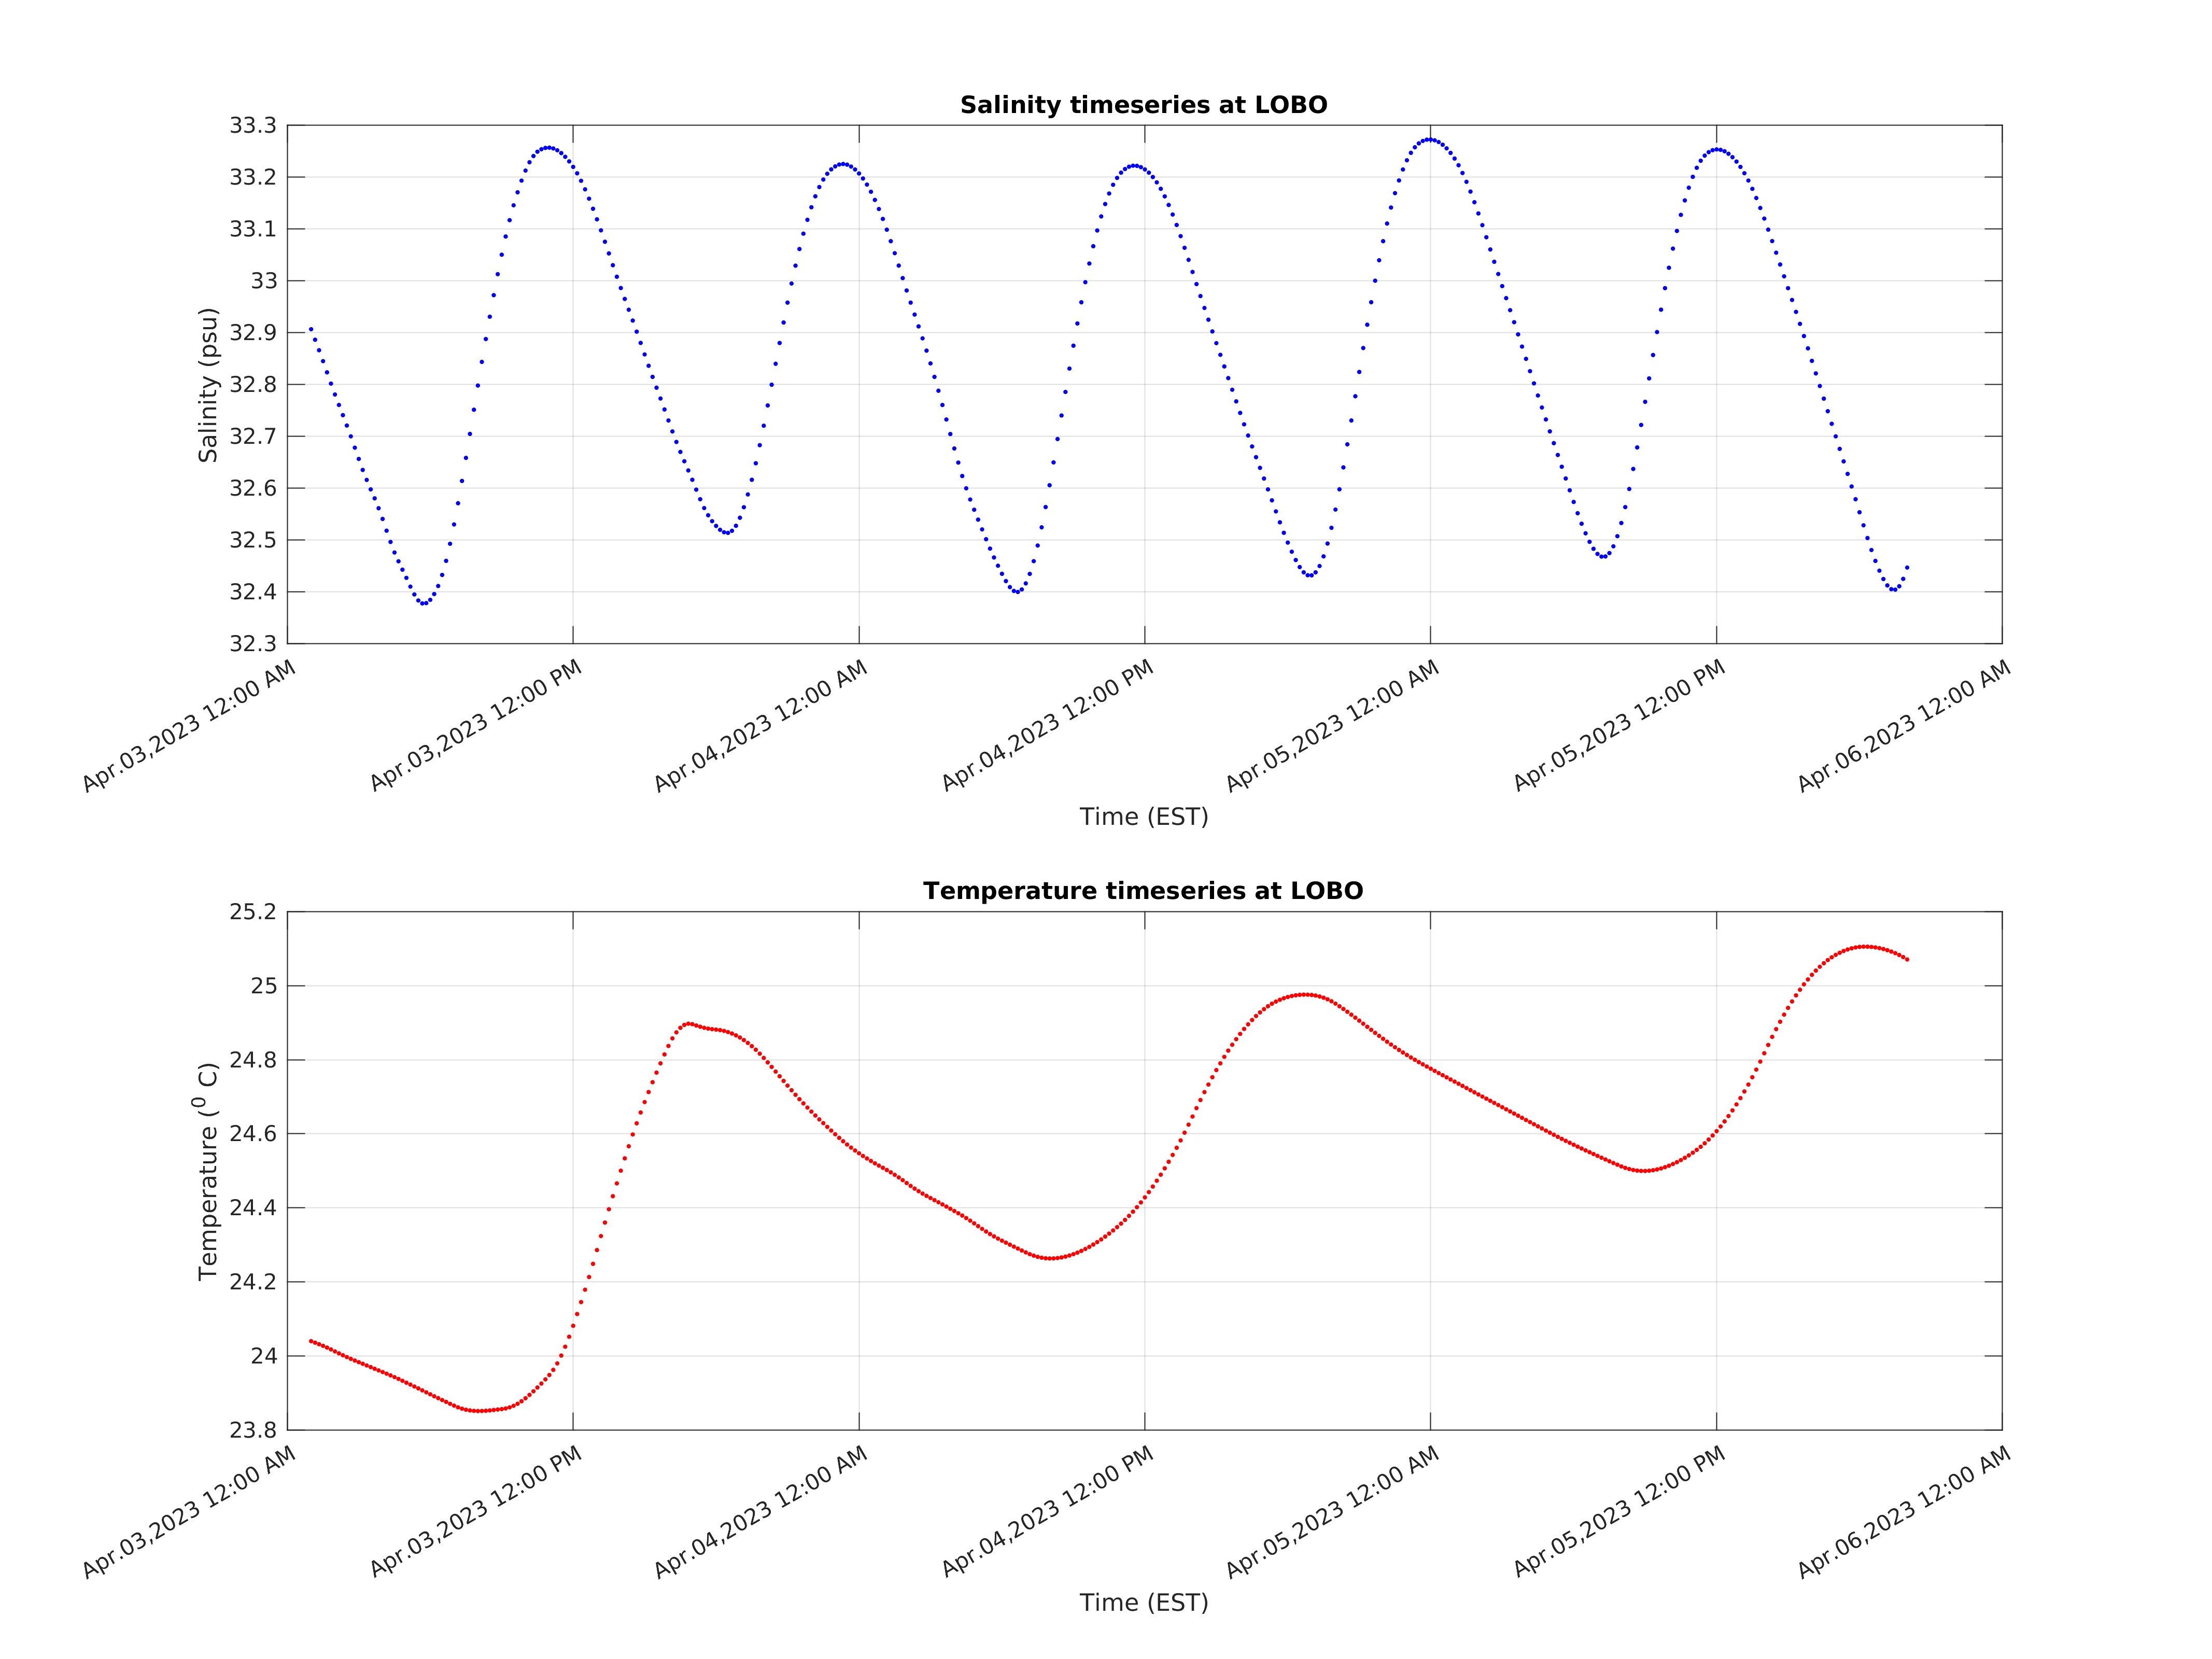 Salinity timeseries at LOBO
33.3
33.2
33.1
33
32.9
32.8
32.7
32.6
32.5
32.4
32.3
Salinity (psu)
Apr.03,2023 12:00 AM
Apr.03,2023 12:00 PM
Apr.04,2023 12:00 AM
Apr.04,2023 12:00 PM
Apr.05,2023 12:00 AM
Apr.05,2023 12:00 PM
Apr.06,2023 12:00 AM
Time (EST)
Temperature timeseries at LOBO
25.2
25
24.8
24.6
24.4
24.2
24
23.8
Temperature (⁰ C)
Apr.03,2023 12:00 AM
Apr.03,2023 12:00 PM
Apr.04,2023 12:00 AM
Apr.04,2023 12:00 PM
Apr.05,2023 12:00 AM
Apr.05,2023 12:00 PM
Apr.06,2023 12:00 AM
Time (EST)